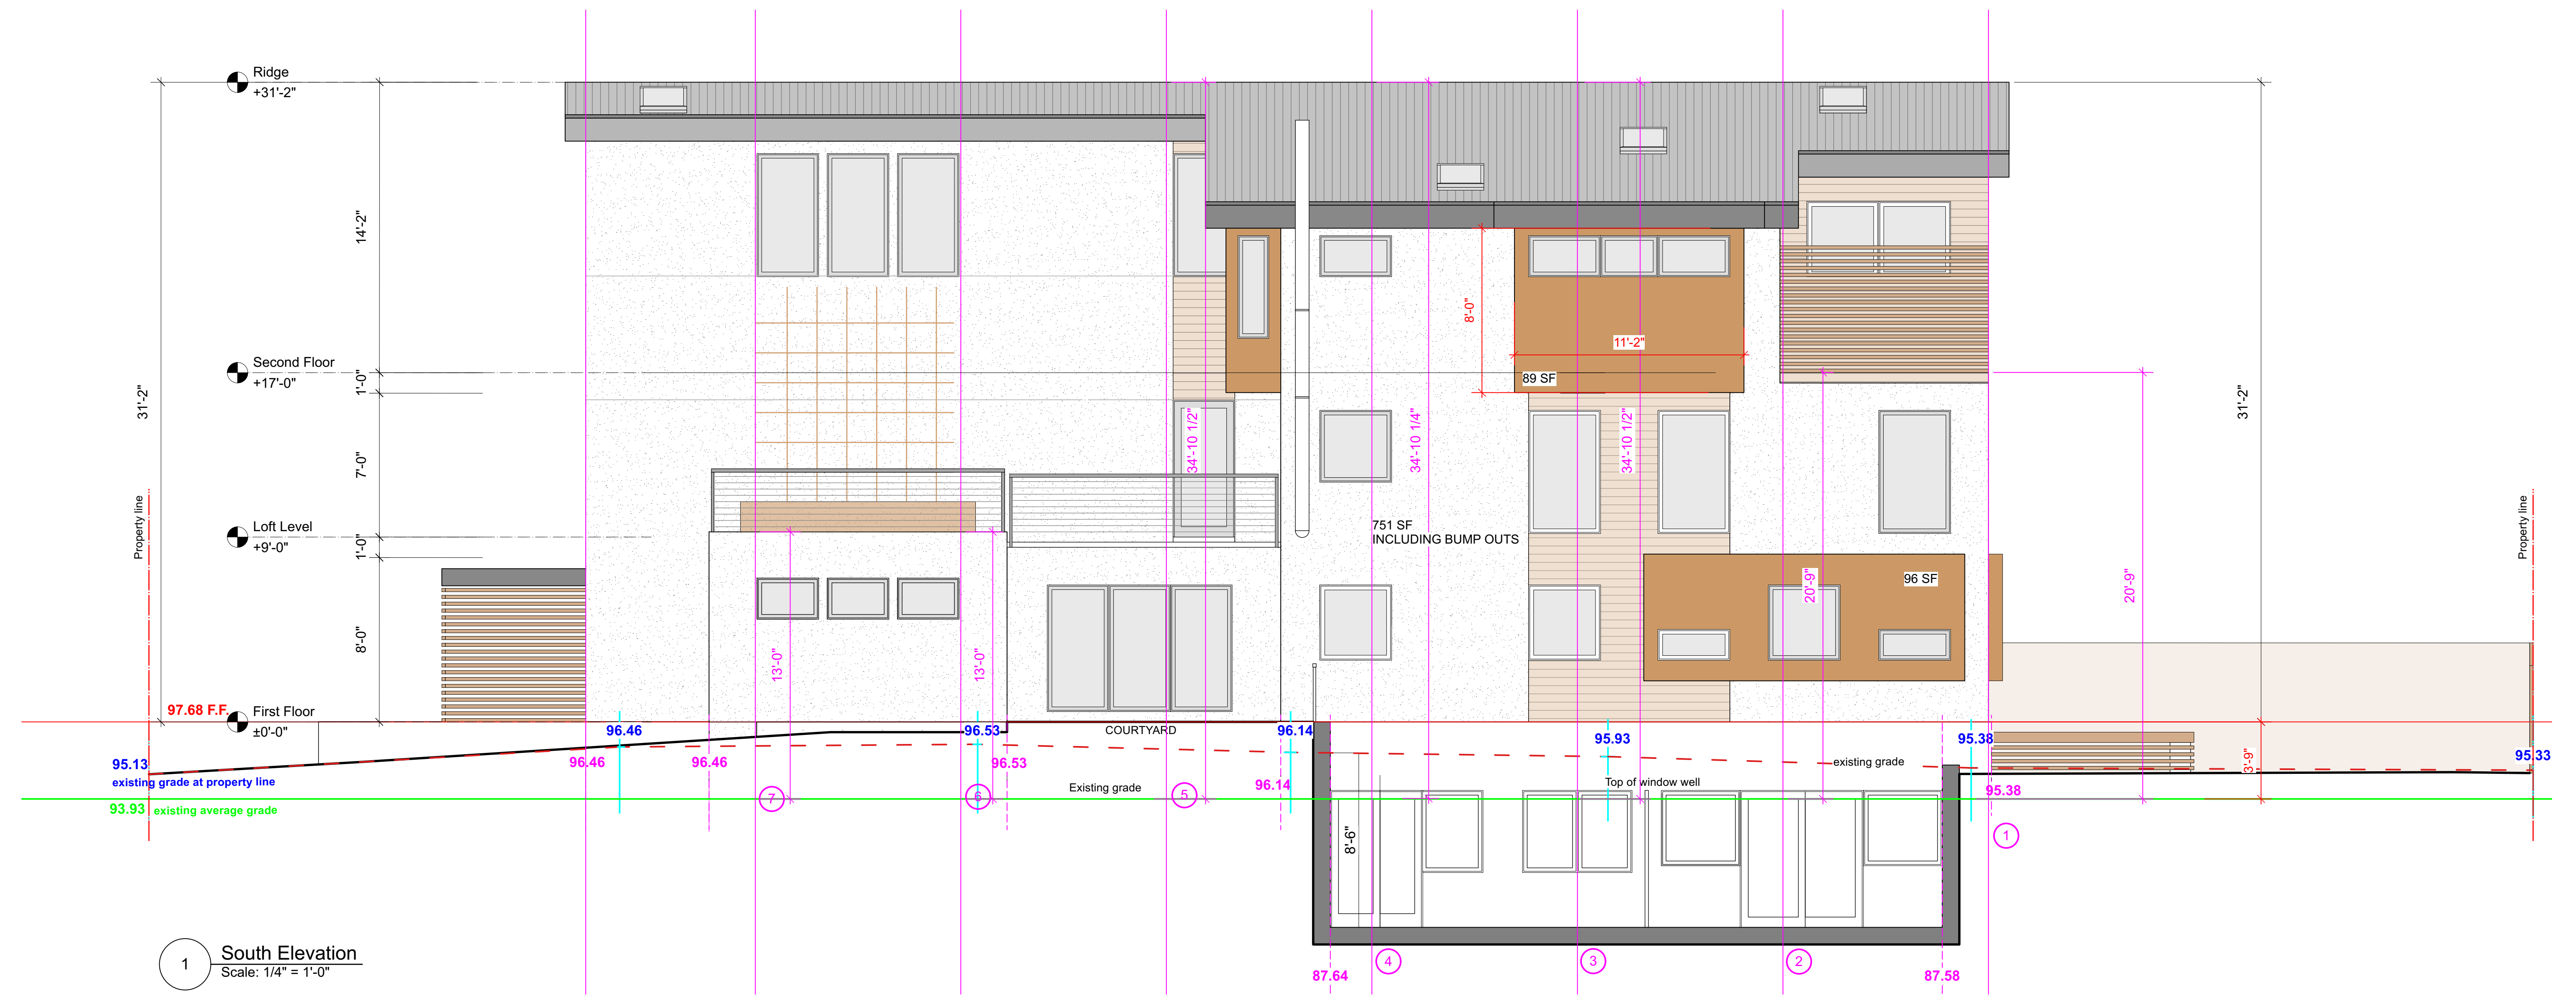 Ridge
+31'-2"
14'-2"
Second Floor
+17'-0"
1'-0"
31'-2"
7'-0"
Property line
Loft Level
+9'-0"
1'-0"
8'-0"
97.68 F.F.
First Floor
±0'-0"
95.13
existing grade at property line
93.93 existing average grade
8'-0"
11'-2"
89 SF
34'-10 1/2"
34'-10 1/4"
34'-10 1/2"
751 SF
INCLUDING BUMP OUTS
96 SF
20'-9"
20'-9"
31'-2"
Property line
13'-0"
13'-0"
96.46
96.53
COURTYARD
96.14
95.93
95.38
95.33
96.46
96.46
96.53
96.14
existing grade
3'-9"
Existing grade
Top of window well
95.38
7
6
5
8'-6"
1
4
3
2
87.64
87.58
1
South Elevation
Scale: 1/4" = 1'-0"